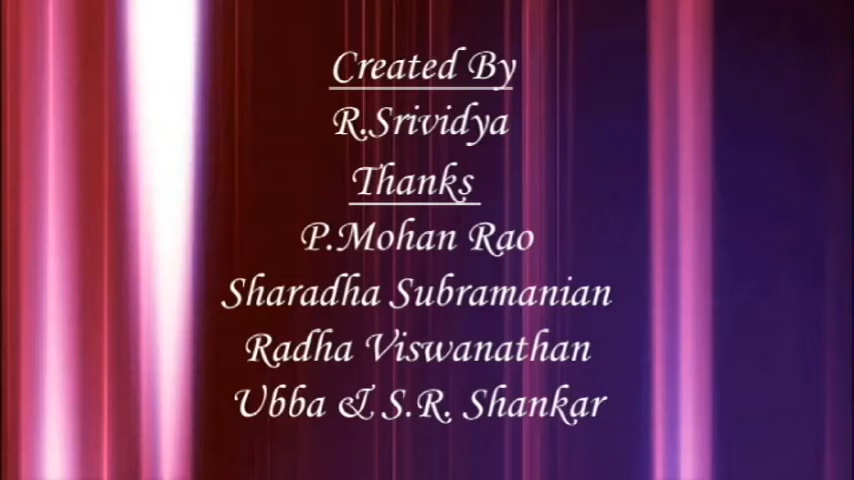 Created By
R.Srividya
Thanks
P.Mohan Rao
Sharadha Subramanian
Radha Viswanathan
Ubba & S.R. Shankar